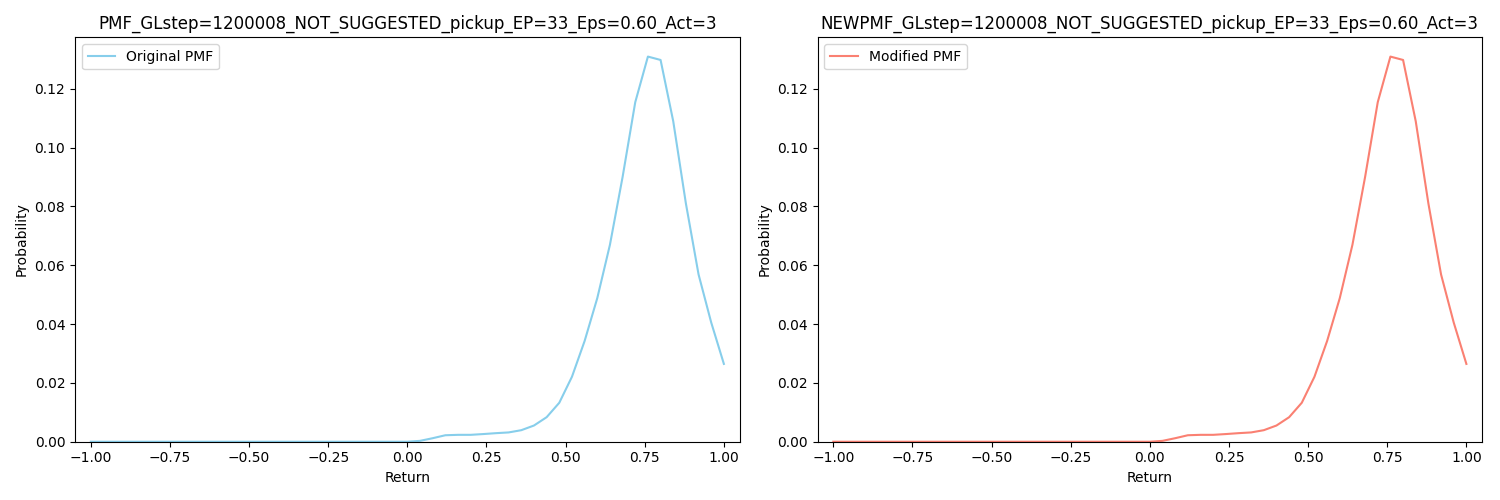 PMF_GLstep=1200008_NOT_SUGGESTED_pickup_EP=33_Eps=0.60_Act=3
Original PMF
0.12
0.10
0.08
0.06
0.04
0.02
0.00
Probability
−1.00 −0.75 −0.50 −0.25 0.00 0.25 0.50 0.75 1.00
Return
NEWPMF_GLstep=1200008_NOT_SUGGESTED_pickup_EP=33_Eps=0.60_Act=3
Modified PMF
0.12
0.10
0.08
0.06
0.04
0.02
0.00
Probability
−1.00 −0.75 −0.50 −0.25 0.00 0.25 0.50 0.75 1.00
Return